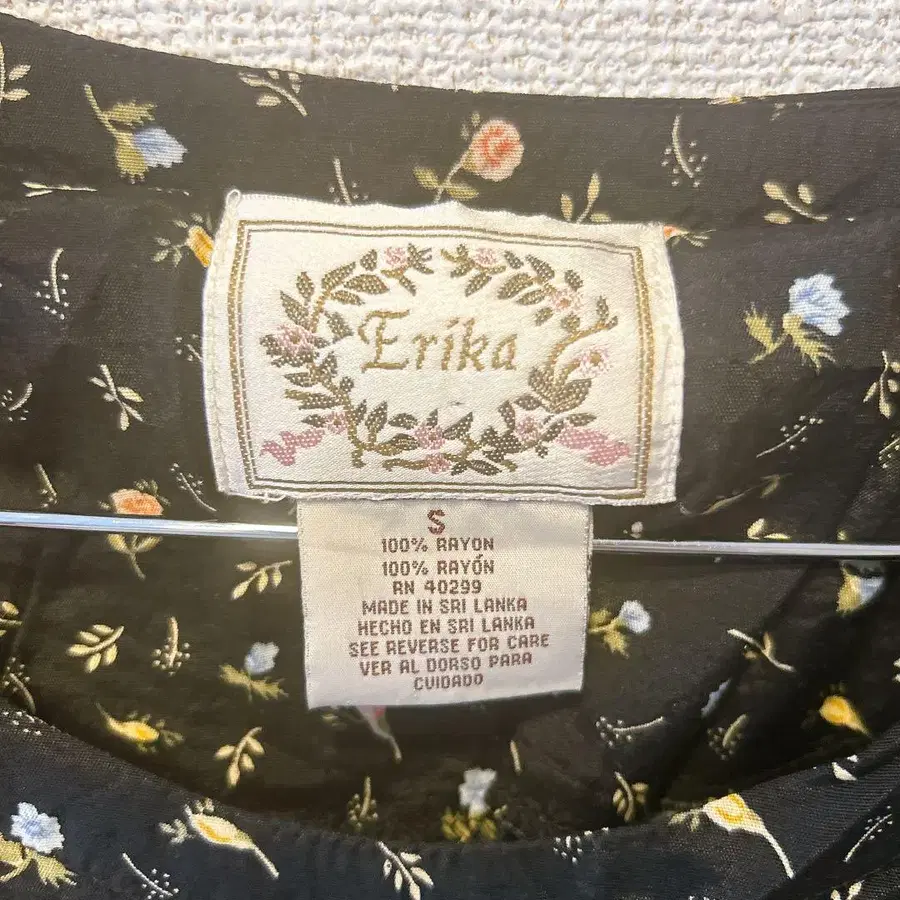 Erika
S
100% RAYON
100% RAYÓN
RN 40299
MADE IN SRI LANKA
HECHO EN SRI LANKA
SEE REVERSE FOR CARE
VER AL DORSO PARA
CUIDADO